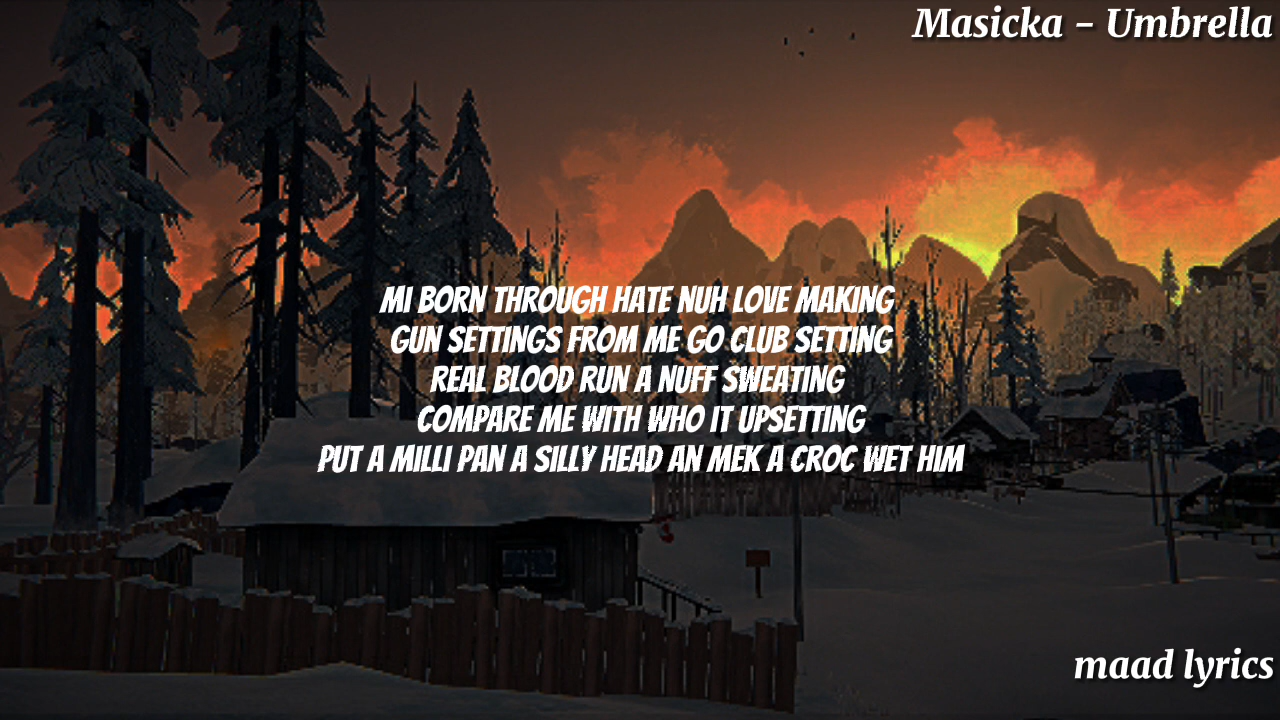 Masicka - Umbrella
MI BORN THROUGH HATE NUH LOVE MAKING
GUN SETTINGS FROM ME GO CLUB SETTING
REAL BLOOD RUN A NUFF SWEATING
COMPARE ME WITH WHO IT UPSETTING
PUT A MILLI PAN A SILLY HEAD AN MEK A CROC WET HIM
maad lyrics